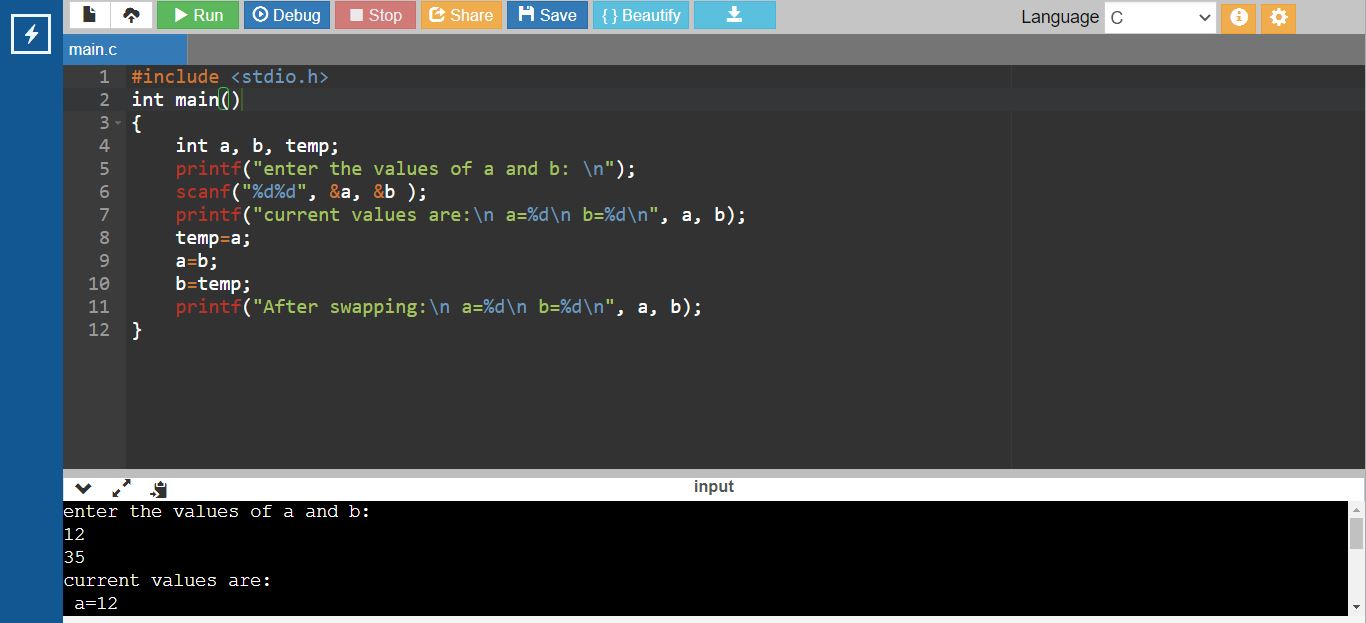 Run Debug Stop Share Save { } Beautify Language C
main.c
1 #include <stdio.h>
2 int main()
3 {
4     int a, b, temp;
5     printf("enter the values of a and b: \n");
6     scanf("%d%d", &a, &b );
7     printf("current values are:\n a=%d\n b=%d\n", a, b);
8     temp=a;
9     a=b;
10     b=temp;
11     printf("After swapping:\n a=%d\n b=%d\n", a, b);
12 }
input
enter the values of a and b:
12
35
current values are:
 a=12